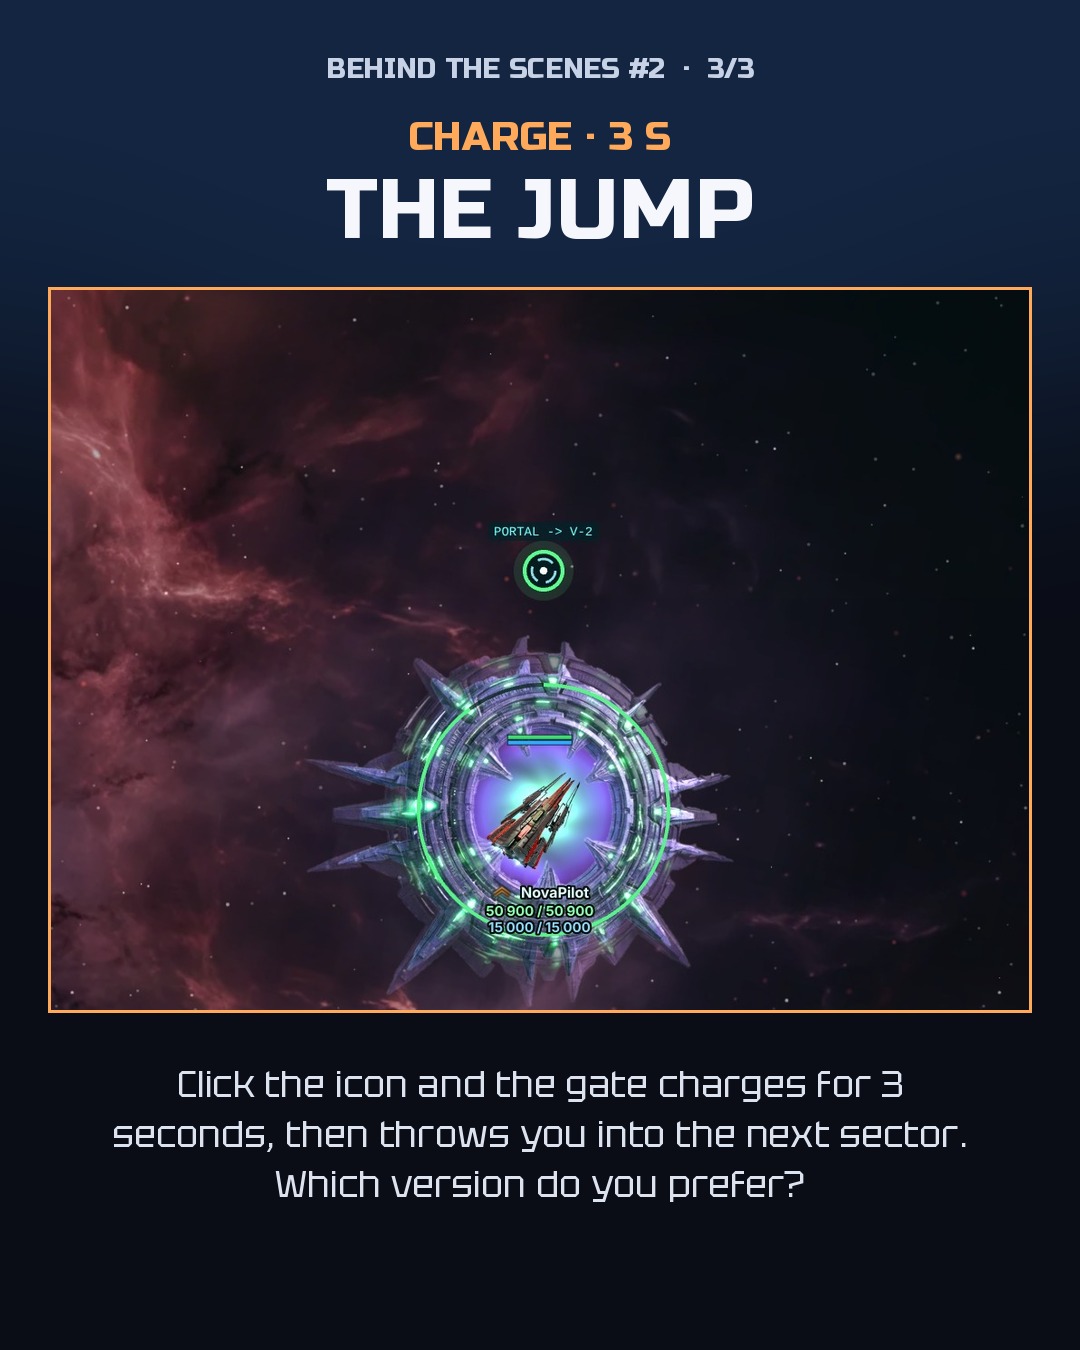 BEHIND THE SCENES #2 · 3/3
CHARGE · 3 S
THE JUMP
PORTAL -> V-2
NovaPilot
50 900 / 50 900
15 000 / 15 000
Click the icon and the gate charges for 3
seconds, then throws you into the next sector.
Which version do you prefer?